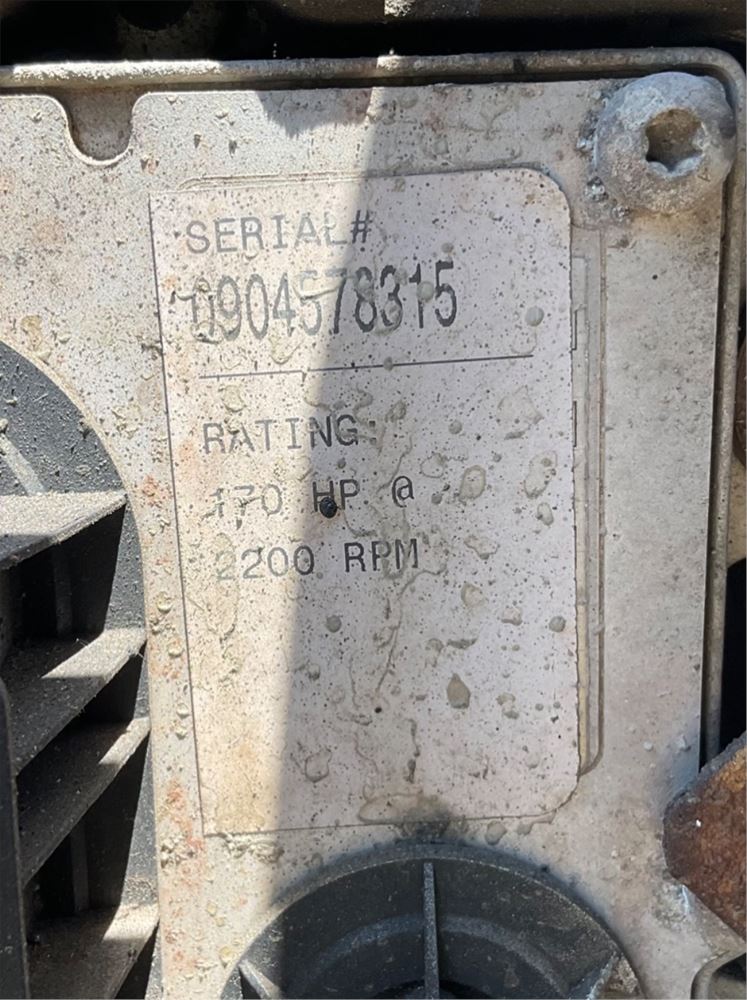 SERIAL#
0904578315
RATING:
170 HP @
2200 RPM